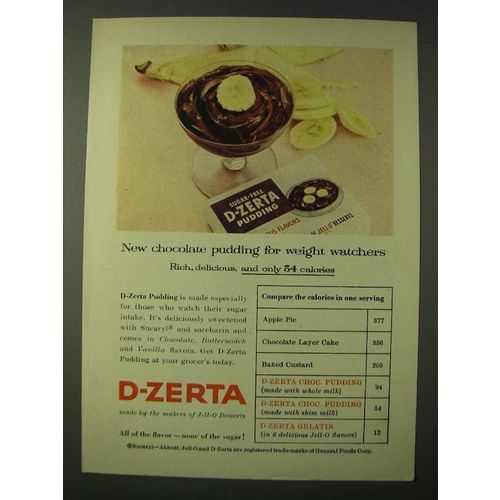 SUGAR-FREE
D-ZERTA
PUDDING
FLAVORS
JELL-O DESSERTS
New chocolate pudding for weight watchers
Rich, delicious, and only 54 calories
D-Zerta Pudding is made especially
for those who watch their sugar
intake. It's deliciously sweetened
with Sucaryl® and saccharin and
comes in Chocolate, Butterscotch
and Vanilla flavors. Get D-Zerta
Pudding at your grocer's today.
D-ZERTA
made by the makers of Jell-O Desserts
All of the flavor—none of the sugar!
Compare the calories in one serving
Apple Pie 377
Chocolate Layer Cake 356
Baked Custard 205
D-ZERTA CHOC. PUDDING
(made with whole milk) 94
D-ZERTA CHOC. PUDDING
(made with skim milk) 54
D-ZERTA GELATIN
(in 6 delicious Jell-O flavors) 12
®Sucaryl—Abbott. Jell-O and D-Zerta are registered trade-marks of General Foods Corp.